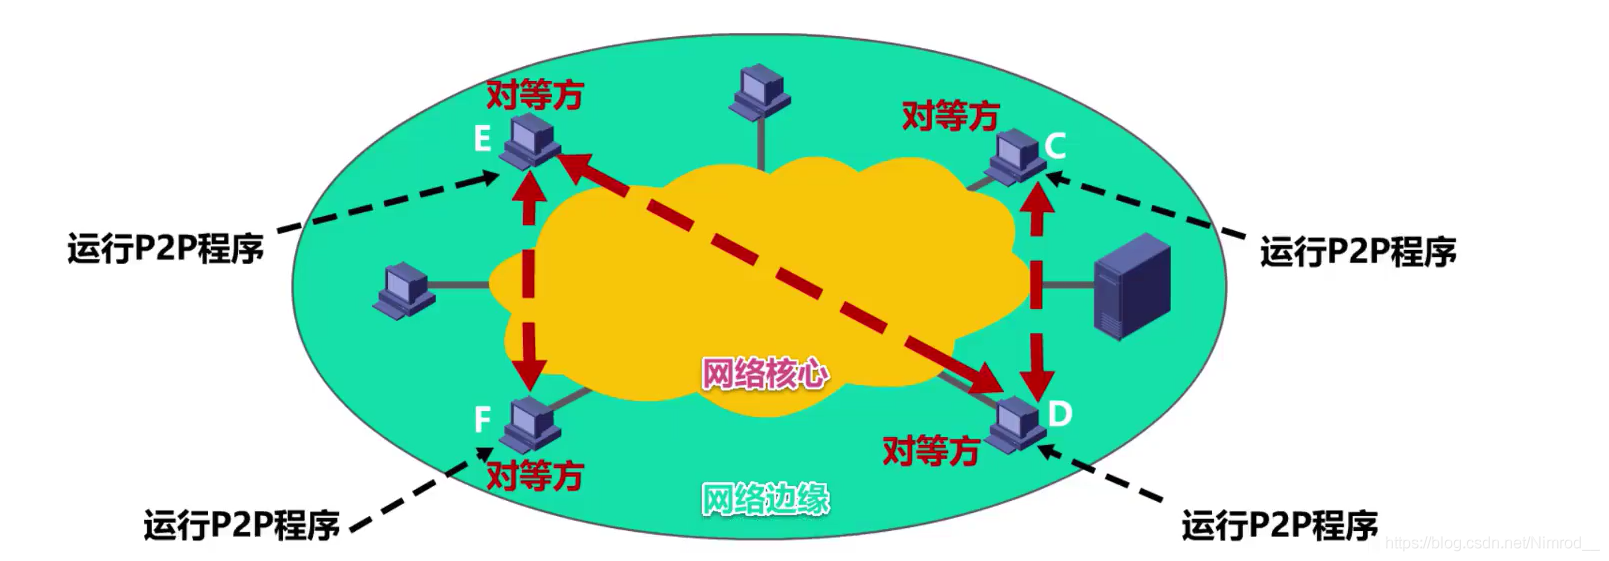 对等方
对等方
E
C
运行P2P程序
运行P2P程序
网络核心
F
D
对等方
对等方
网络边缘
运行P2P程序
运行P2P程序
https://blog.csdn.net/Nimrod__